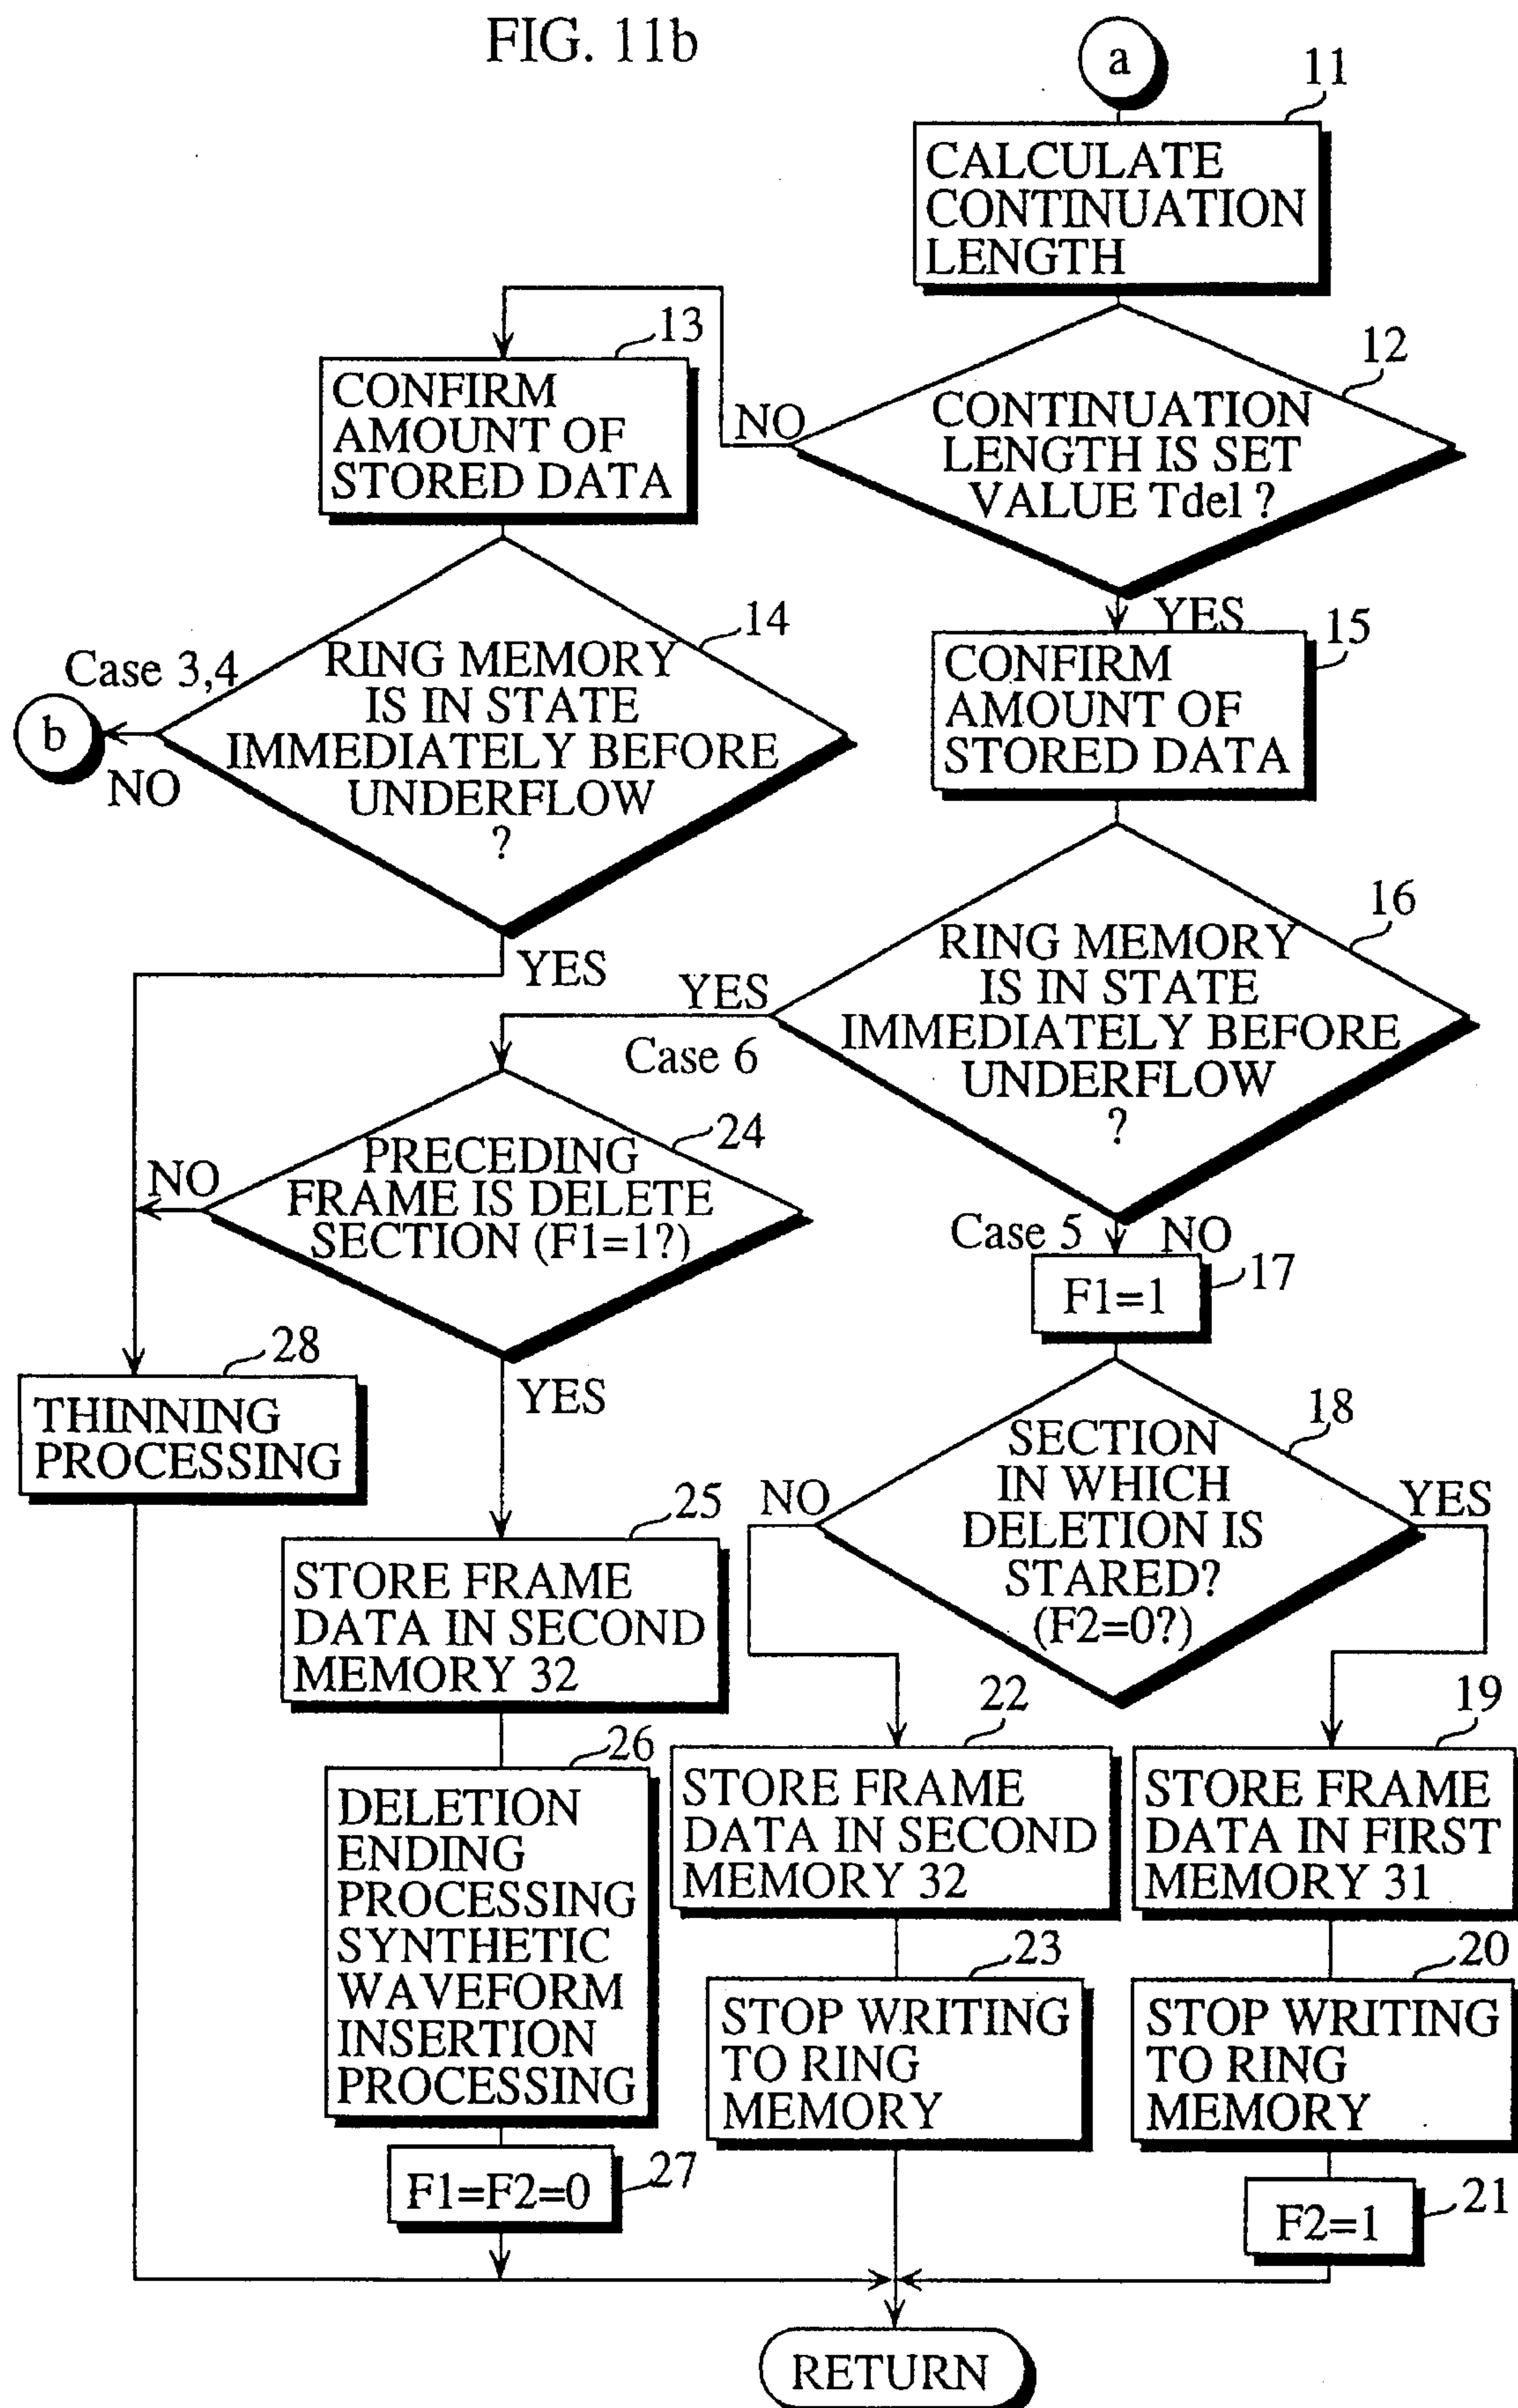 FIG. 11b
a
11
CALCULATE
CONTINUATION
LENGTH
12
CONTINUATION
LENGTH IS SET
VALUE Tdel ?
NO
YES
13
CONFIRM
AMOUNT OF
STORED DATA
14
RING MEMORY
IS IN STATE
IMMEDIATELY BEFORE
UNDERFLOW
?
Case 3,4
b
NO
YES
15
CONFIRM
AMOUNT OF
STORED DATA
16
RING MEMORY
IS IN STATE
IMMEDIATELY BEFORE
UNDERFLOW
?
YES
Case 6
Case 5
NO
24
PRECEDING
FRAME IS DELETE
SECTION (F1=1?)
NO
YES
17
F1=1
28
THINNING
PROCESSING
18
SECTION
IN WHICH
DELETION IS
STARED?
(F2=0?)
NO
YES
25
STORE FRAME
DATA IN SECOND
MEMORY 32
26
DELETION
ENDING
PROCESSING
SYNTHETIC
WAVEFORM
INSERTION
PROCESSING
27
F1=F2=0
22
STORE FRAME
DATA IN SECOND
MEMORY 32
23
STOP WRITING
TO RING
MEMORY
19
STORE FRAME
DATA IN FIRST
MEMORY 31
20
STOP WRITING
TO RING
MEMORY
21
F2=1
RETURN